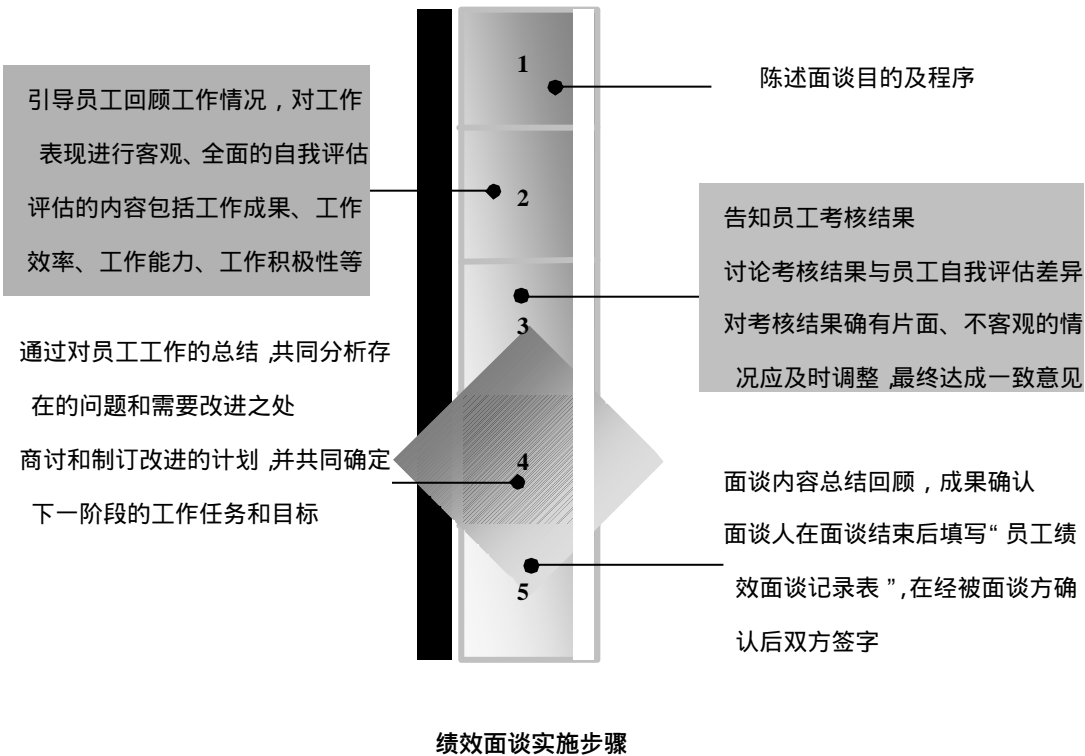 1
陈述面谈目的及程序
引导员工回顾工作情况，对工作
表现进行客观、全面的自我评估
评估的内容包括工作成果、工作
效率、工作能力、工作积极性等
2
告知员工考核结果
讨论考核结果与员工自我评估差异
对考核结果确有片面、不客观的情
况应及时调整，最终达成一致意见
3
通过对员工工作的总结，共同分析存
在的问题和需要改进之处
商讨和制订改进的计划，并共同确定
下一阶段的工作任务和目标
4
面谈内容总结回顾，成果确认
面谈人在面谈结束后填写“员工绩
效面谈记录表”，在经被面谈方确
认后双方签字
5
绩效面谈实施步骤